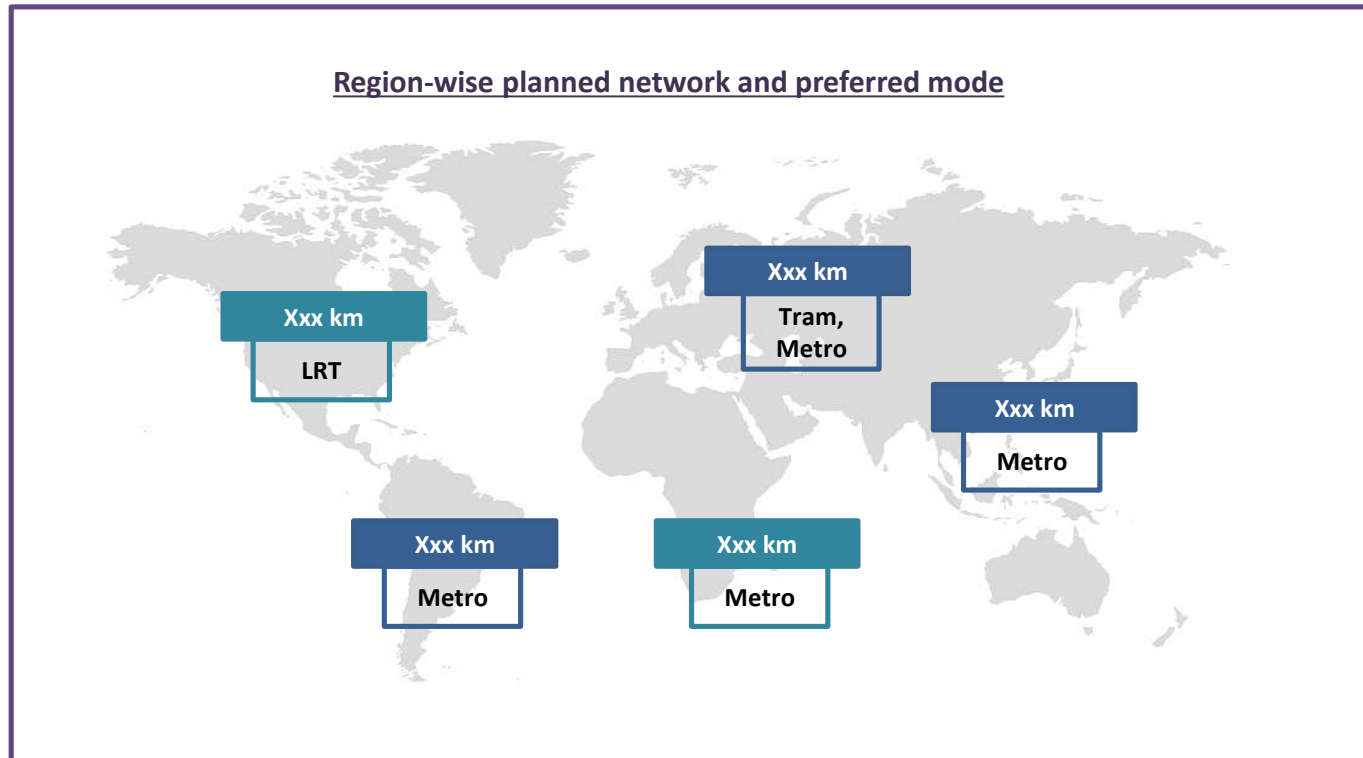 Region-wise planned network and preferred mode
Xxx km
Tram,
Metro
Xxx km
LRT
Xxx km
Metro
Xxx km
Metro
Xxx km
Metro